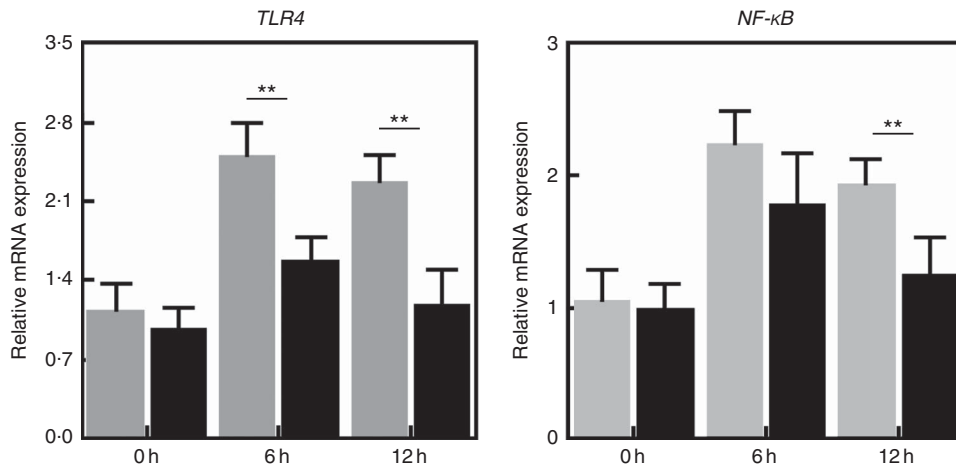 TLR4
Relative mRNA expression
3·5
2·8
2·1
1·4
0·7
0·0
**
**
0 h
6 h
12 h
NF-κB
Relative mRNA expression
3
2
1
0
**
0 h
6 h
12 h